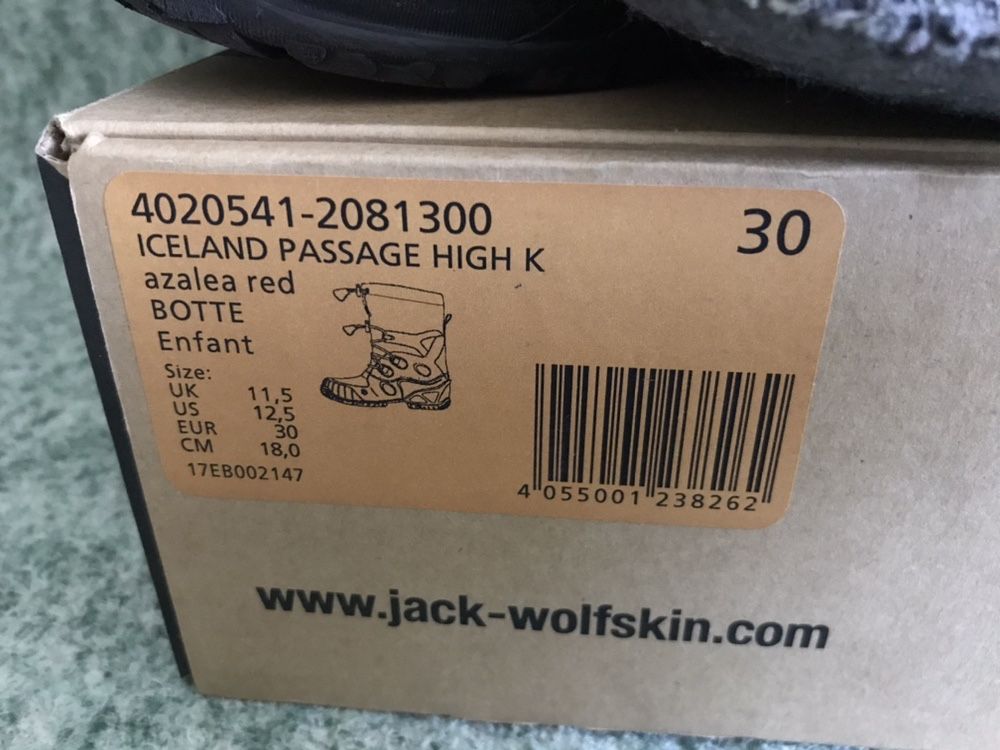 4020541-2081300
30
ICELAND PASSAGE HIGH K
azalea red
BOTTE
Enfant
Size:
UK 11,5
US 12,5
EUR 30
CM 18,0
17EB002147
4 055001 238262
www.jack-wolfskin.com